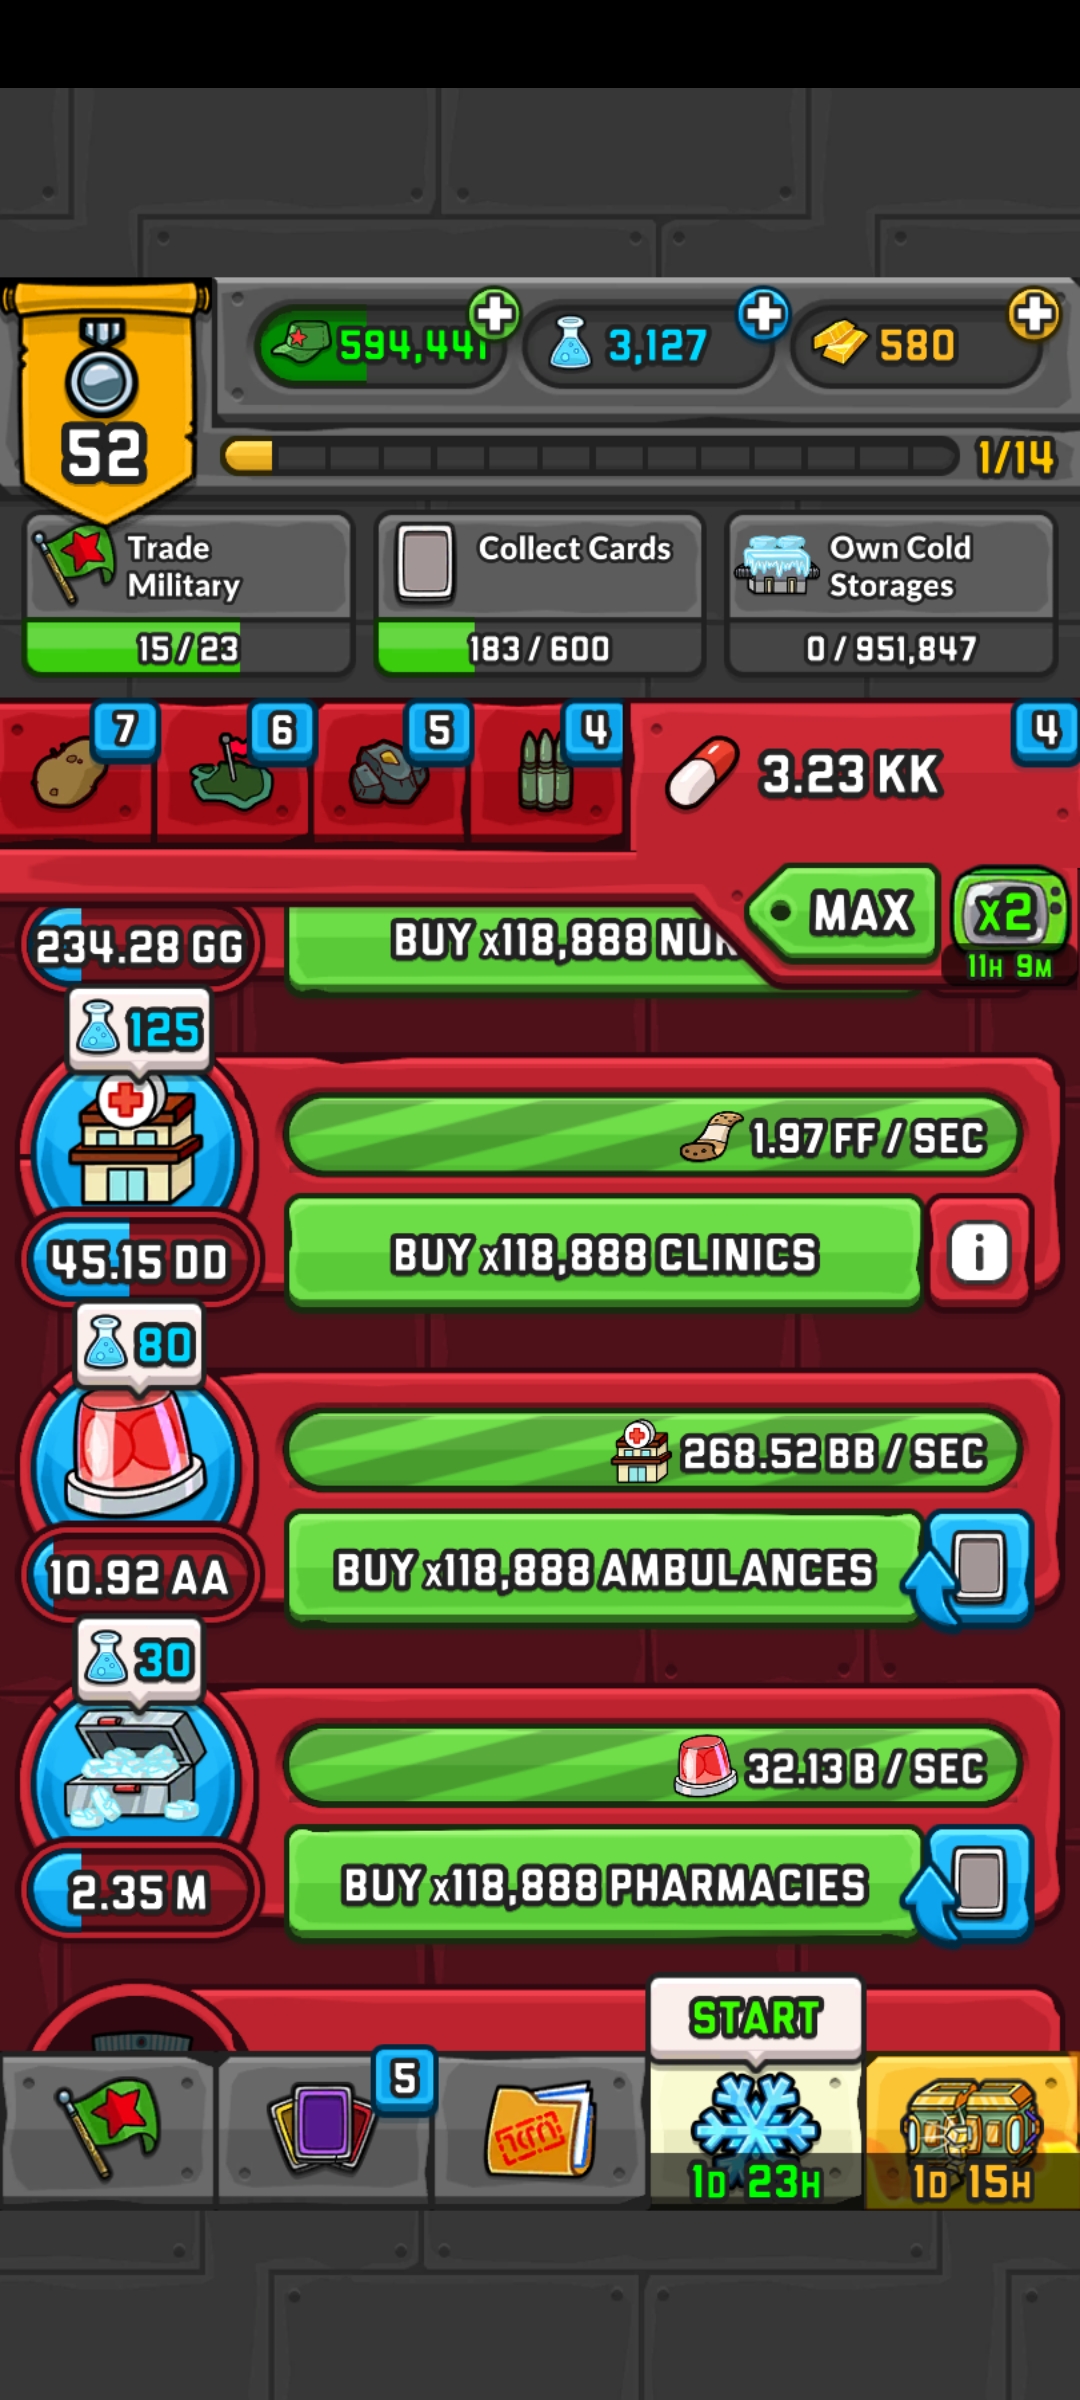 594,441
3,127
580
52
1/14
Trade
Military
15/23
Collect Cards
183/600
Own Cold
Storages
0/951,847
7
6
5
4
3.23 KK
4
MAX
x2
11H 9M
234.28 GG
BUY x118,888
125
1.97 FF / SEC
45.15 DD
BUY x118,888 CLINICS
i
80
268.52 BB / SEC
10.92 AA
BUY x118,888 AMBULANCES
30
32.13 B / SEC
2.35 M
BUY x118,888 PHARMACIES
START
5
1D 23H
1D 15H